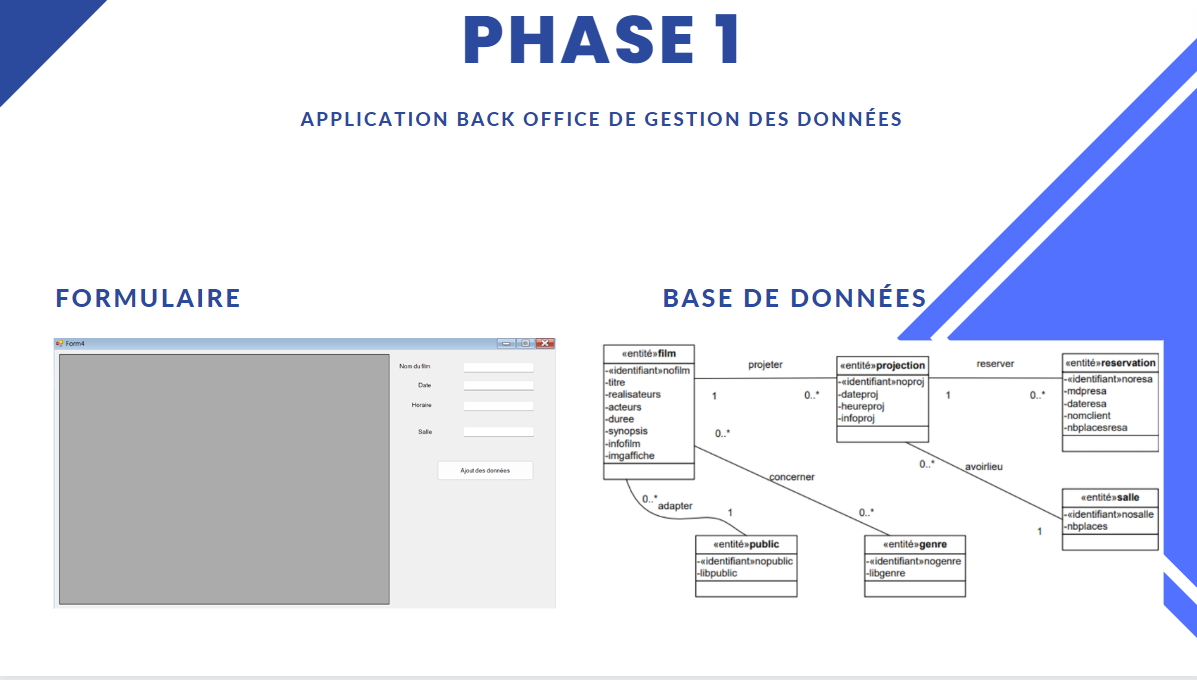 PHASE 1
APPLICATION BACK OFFICE DE GESTION DES DONNÉES
FORMULAIRE
Form4
Nom du film
Date
Horaire
Salle
Ajout des données
BASE DE DONNÉES
«entité»film
-«identifiant»nofilm
-titre
-realisateurs
-acteurs
-duree
-synopsis
-infofilm
-imgaffiche
projeter
1
0..*
«entité»projection
-«identifiant»noproj
-dateproj
-heureproj
-infoproj
reserver
1
0..*
«entité»reservation
-«identifiant»noresa
-mdpresa
-dateresa
-nomclient
-nbplacesresa
0..*
concerner
0..*
0..*
avoirlieu
1
«entité»salle
-«identifiant»nosalle
-nbplaces
0..*
adapter
1
«entité»public
-«identifiant»nopublic
-libpublic
«entité»genre
-«identifiant»nogenre
-libgenre